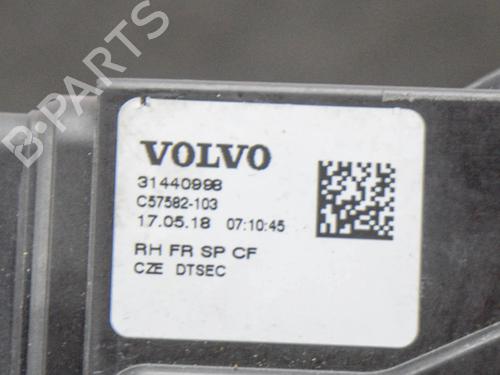 B-PARTS
VOLVO
31440998
C57582-103
17.05.18 07:10:45
RH FR SP CF
CZE DTSEC